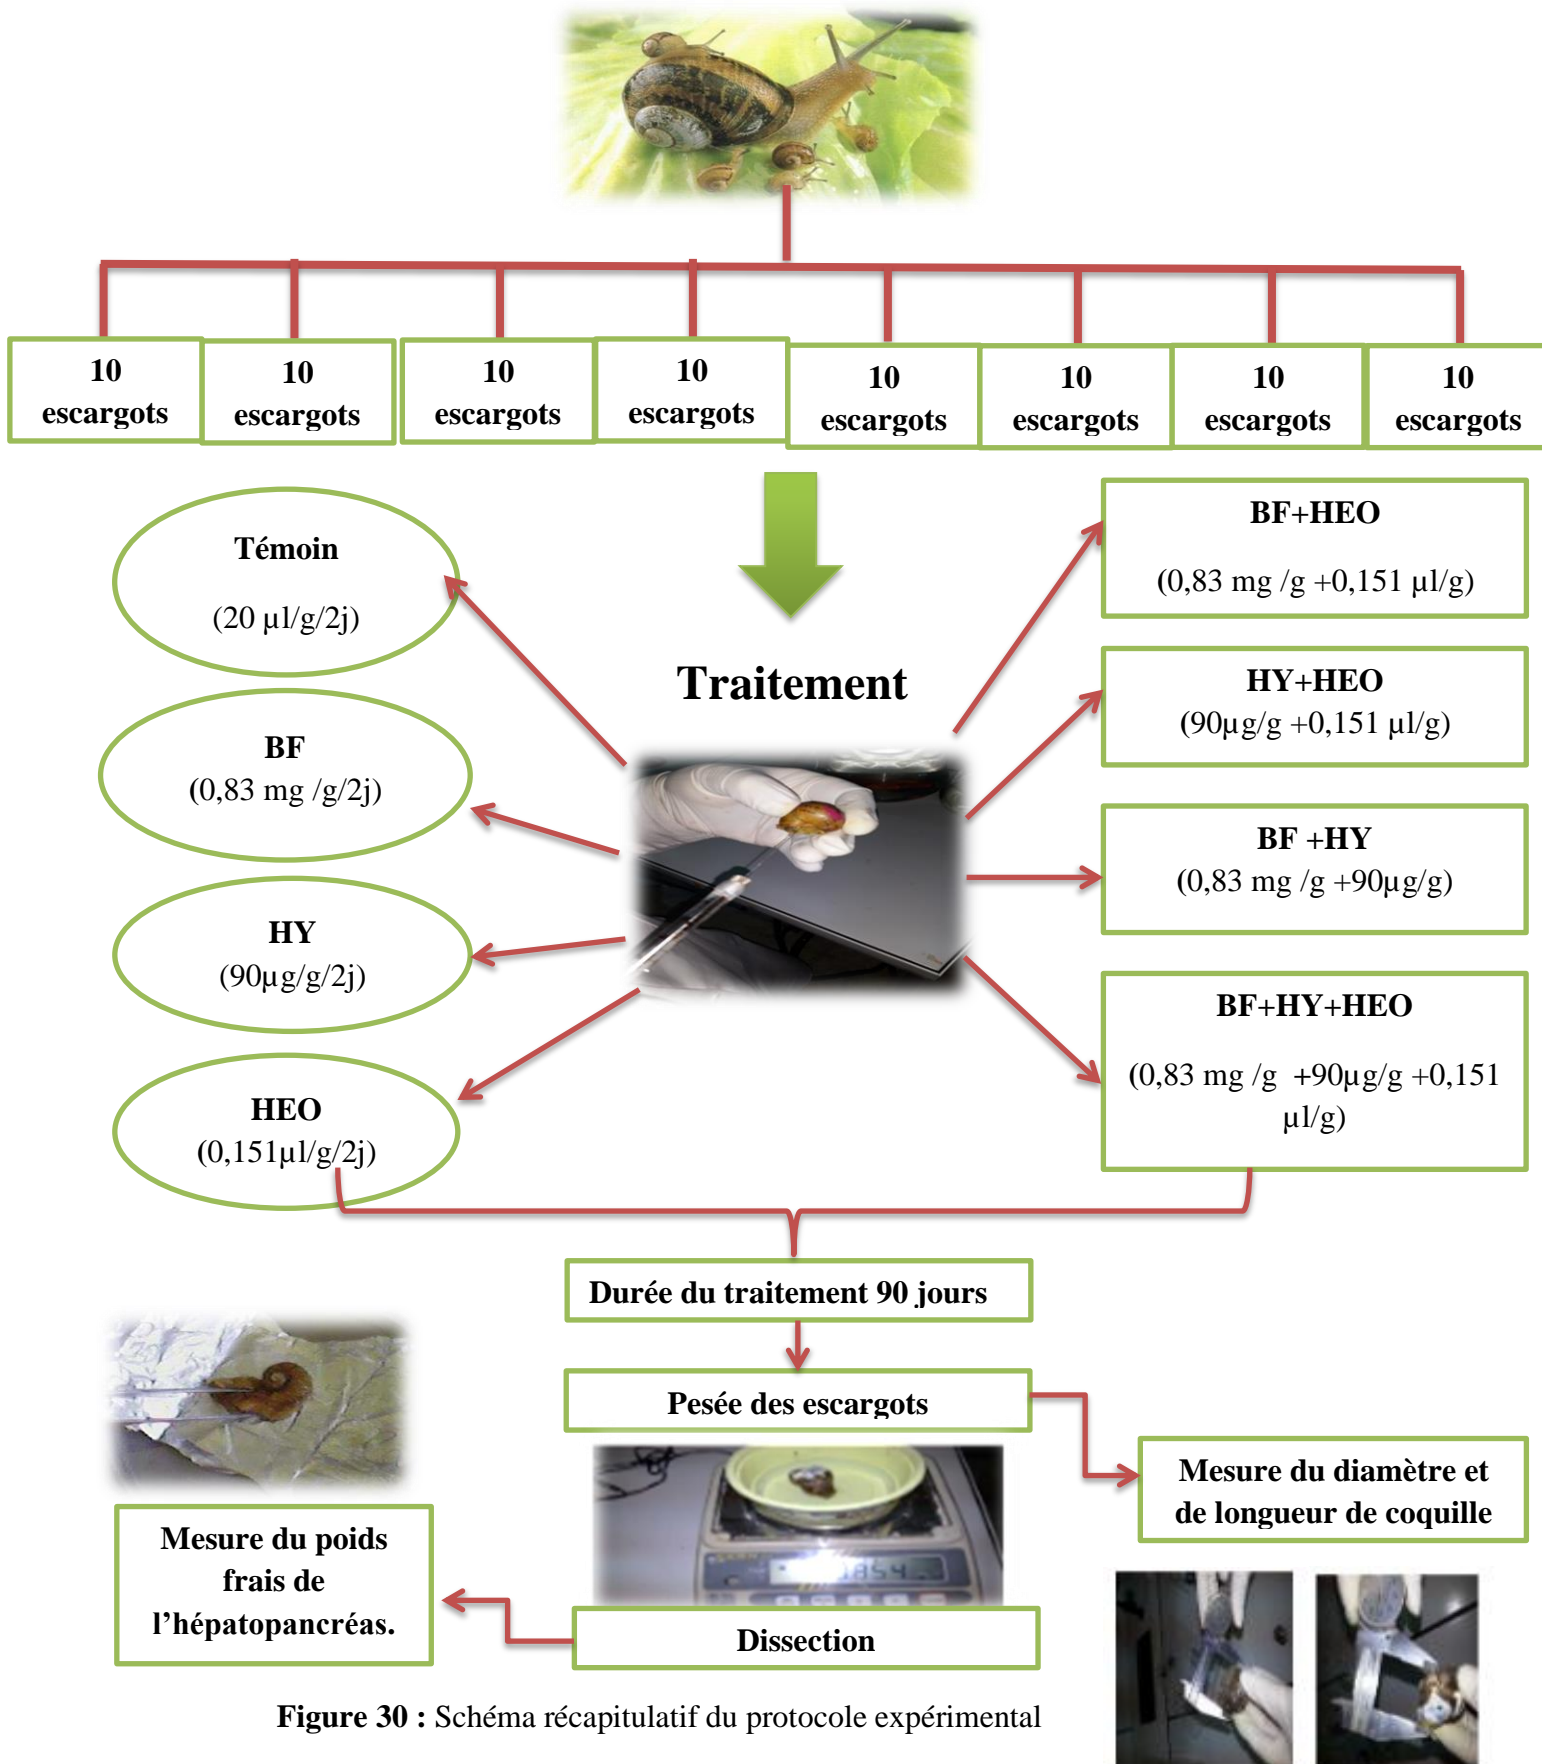 10
escargots
10
escargots
10
escargots
10
escargots
10
escargots
10
escargots
10
escargots
10
escargots
Témoin
(20 µl/g/2j)
BF
(0,83 mg /g/2j)
HY
(90µg/g/2j)
HEO
(0,151µl/g/2j)
Traitement
BF+HEO
(0,83 mg /g +0,151 µl/g)
HY+HEO
(90µg/g +0,151 µl/g)
BF +HY
(0,83 mg /g +90µg/g)
BF+HY+HEO
(0,83 mg /g +90µg/g +0,151
µl/g)
Durée du traitement 90 jours
Pesée des escargots
Mesure du diamètre et
de longueur de coquille
Mesure du poids
frais de
l’hépatopancréas.
Dissection
Figure 30 : Schéma récapitulatif du protocole expérimental